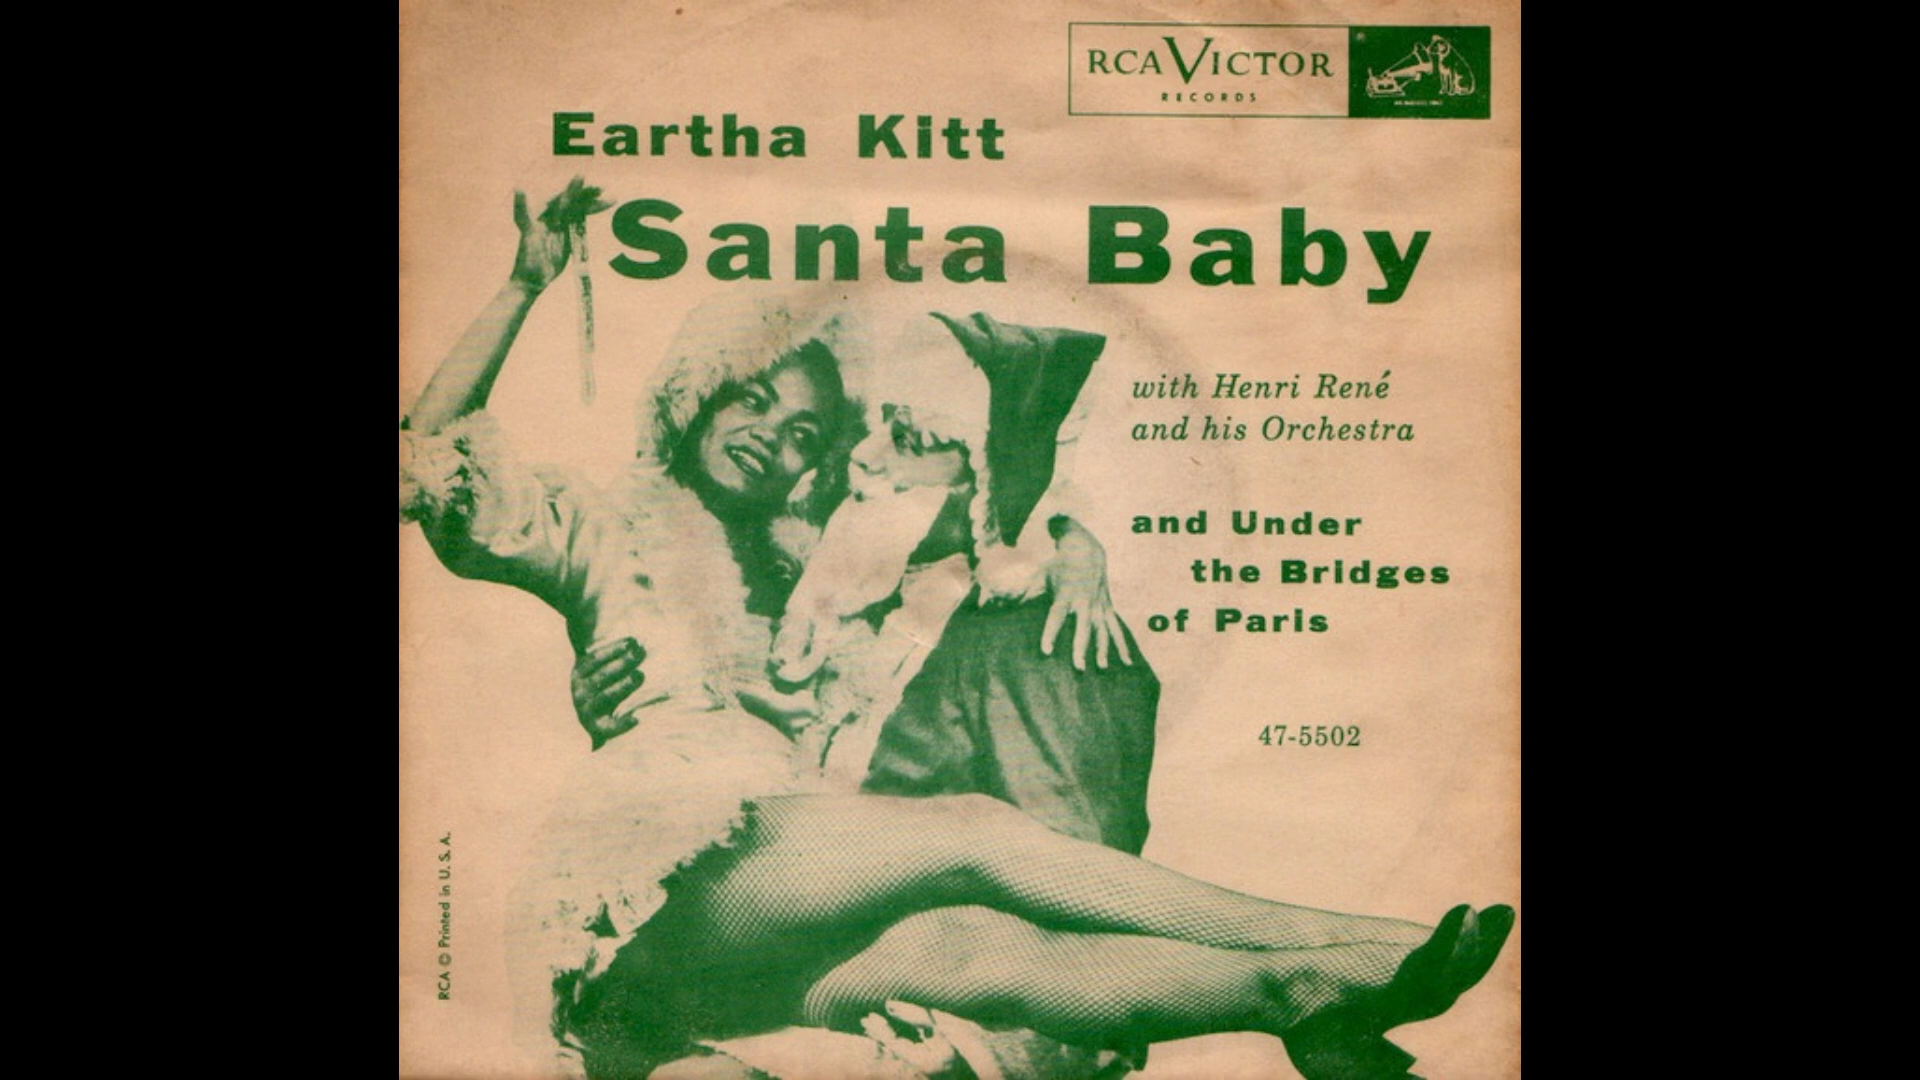 RCA VICTOR
RECORDS
Eartha Kitt
Santa Baby
with Henri René
and his Orchestra
and Under
the Bridges
of Paris
47-5502
RCA © Printed in U. S. A.